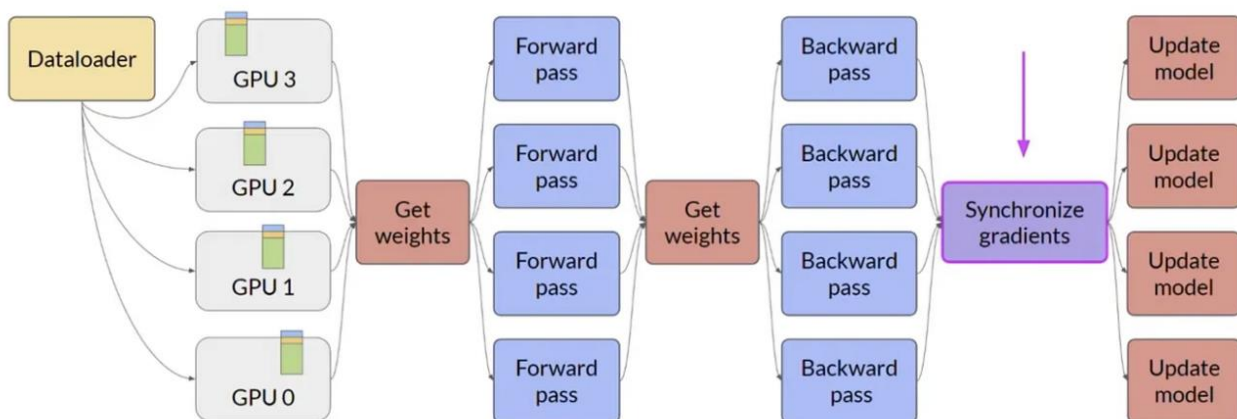 Dataloader
GPU 3
GPU 2
GPU 1
GPU 0
Get
weights
Forward
pass
Forward
pass
Forward
pass
Forward
pass
Get
weights
Backward
pass
Backward
pass
Backward
pass
Backward
pass
Synchronize
gradients
Update
model
Update
model
Update
model
Update
model